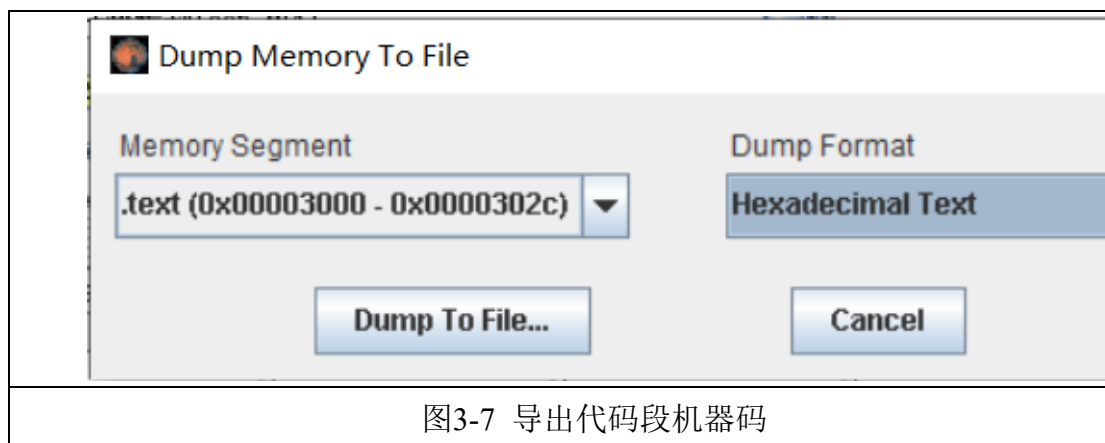 Dump Memory To File
Memory Segment
Dump Format
.text (0x00003000 - 0x0000302c)
Hexadecimal Text
Dump To File...
Cancel
图3-7 导出代码段机器码